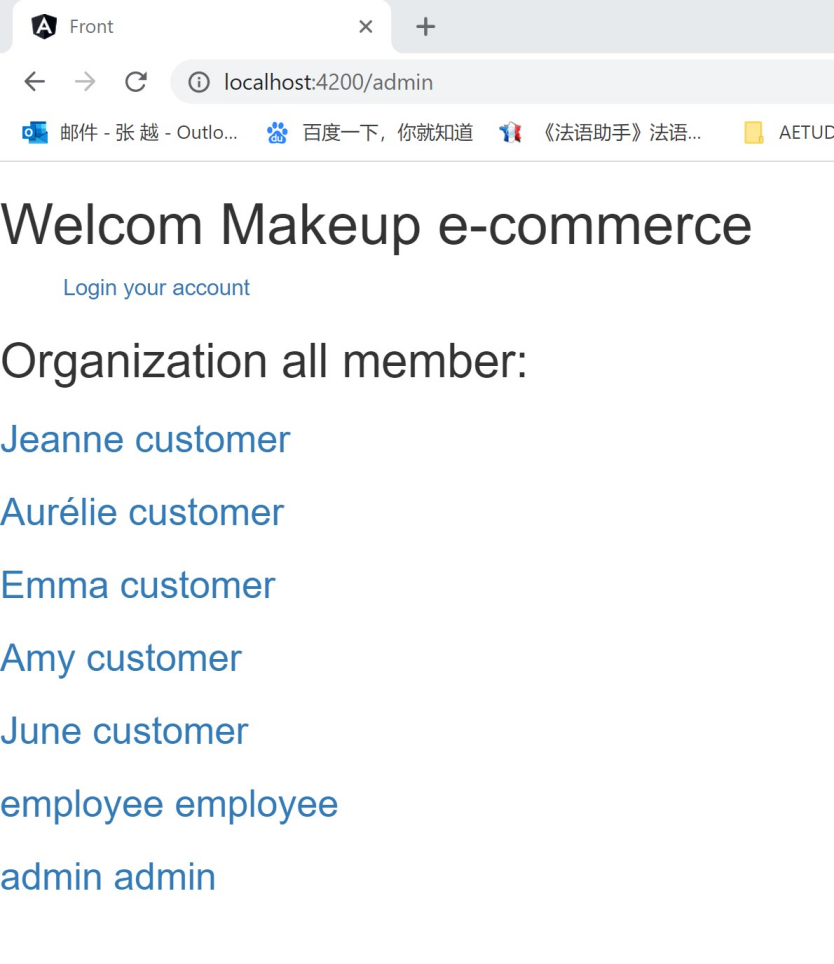 Front
localhost:4200/admin
邮件 - 张 越 - Outlo... 百度一下，你就知道 《法语助手》法语... AETUD
Welcom Makeup e-commerce
Login your account
Organization all member:
Jeanne customer
Aurélie customer
Emma customer
Amy customer
June customer
employee employee
admin admin